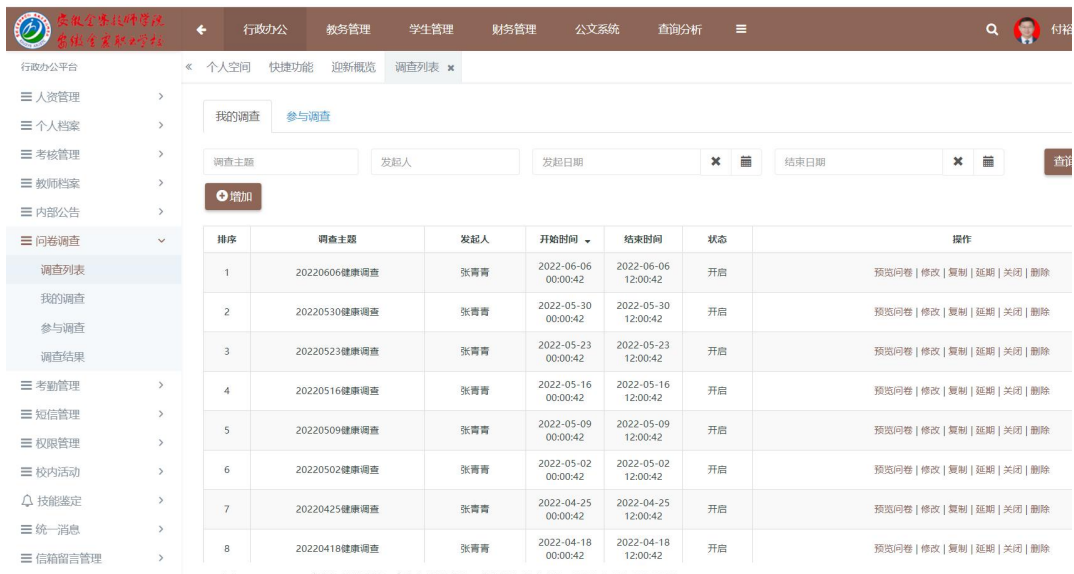 行政办公
教务管理
学生管理
财务管理
公文系统
查询分析
行政办公平台
个人空间
快捷功能
迎新概览
调查列表
人资管理
个人档案
考核管理
教师档案
内部公告
问卷调查
调查列表
我的调查
参与调查
调查结果
考勤管理
短信管理
权限管理
校内活动
技能鉴定
统一消息
信箱留言管理
我的调查
参与调查
调查主题
发起人
发起日期
结束日期
增加
排序 调查主题 发起人 开始时间 结束时间 状态 操作
1 20220606健康调查 张青青 2022-06-06 00:00:42 2022-06-06 12:00:42 开启 预览问卷 | 修改 | 复制 | 延期 | 关闭 | 删除
2 20220530健康调查 张青青 2022-05-30 00:00:42 2022-05-30 12:00:42 开启 预览问卷 | 修改 | 复制 | 延期 | 关闭 | 删除
3 20220523健康调查 张青青 2022-05-23 00:00:42 2022-05-23 12:00:42 开启 预览问卷 | 修改 | 复制 | 延期 | 关闭 | 删除
4 20220516健康调查 张青青 2022-05-16 00:00:42 2022-05-16 12:00:42 开启 预览问卷 | 修改 | 复制 | 延期 | 关闭 | 删除
5 20220509健康调查 张青青 2022-05-09 00:00:42 2022-05-09 12:00:42 开启 预览问卷 | 修改 | 复制 | 延期 | 关闭 | 删除
6 20220502健康调查 张青青 2022-05-02 00:00:42 2022-05-02 12:00:42 开启 预览问卷 | 修改 | 复制 | 延期 | 关闭 | 删除
7 20220425健康调查 张青青 2022-04-25 00:00:42 2022-04-25 12:00:42 开启 预览问卷 | 修改 | 复制 | 延期 | 关闭 | 删除
8 20220418健康调查 张青青 2022-04-18 00:00:42 2022-04-18 12:00:42 开启 预览问卷 | 修改 | 复制 | 延期 | 关闭 | 删除